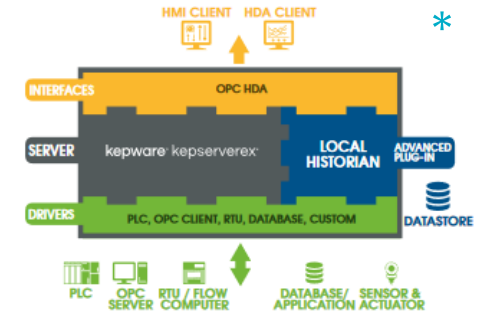 HMI CLIENT HDA CLIENT
*
INTERFACES
OPC HDA
SERVER
kepware® kepserverex®
LOCAL
HISTORIAN
ADVANCED
PLUG-IN
DRIVERS
PLC, OPC CLIENT, RTU, DATABASE, CUSTOM
DATASTORE
PLC
OPC
SERVER
RTU / FLOW
COMPUTER
DATABASE/
APPLICATION
SENSOR &
ACTUATOR